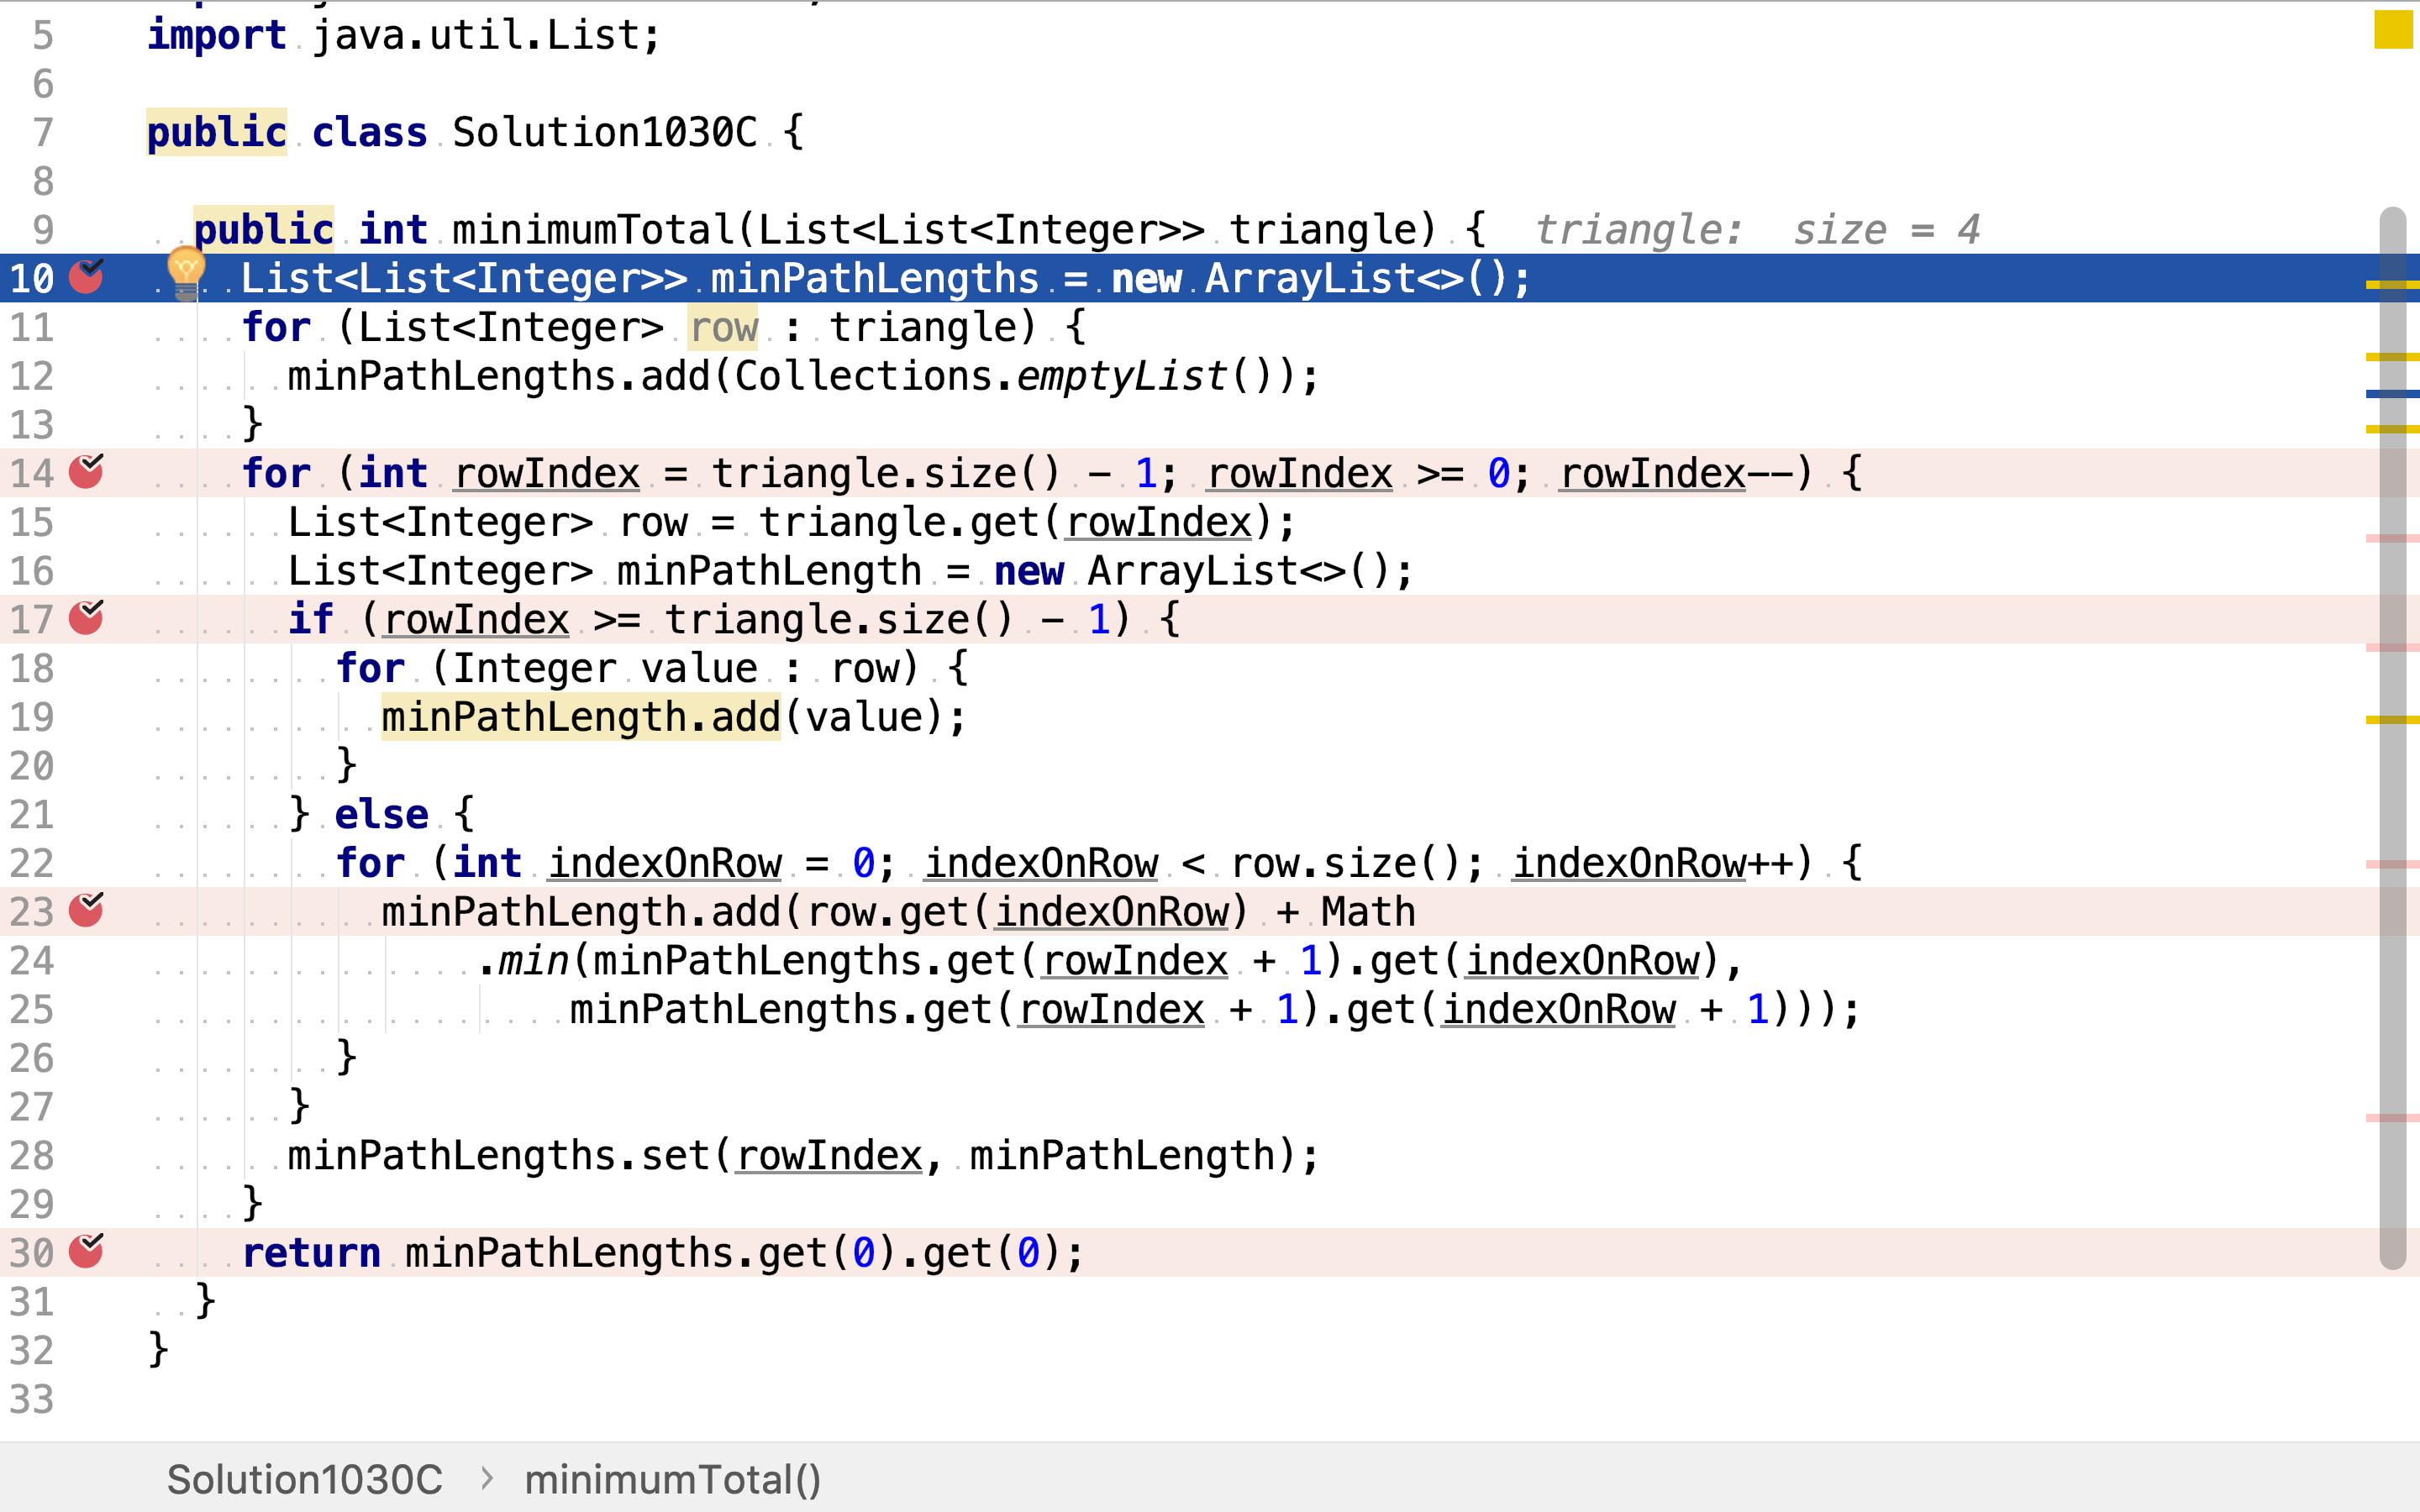 5 import java.util.List;
6
7 public class Solution1030C {
8
9   public int minimumTotal(List<List<Integer>> triangle) {  triangle:  size = 4
10     List<List<Integer>> minPathLengths = new ArrayList<>();
11     for (List<Integer> row : triangle) {
12       minPathLengths.add(Collections.emptyList());
13     }
14     for (int rowIndex = triangle.size() - 1; rowIndex >= 0; rowIndex--) {
15       List<Integer> row = triangle.get(rowIndex);
16       List<Integer> minPathLength = new ArrayList<>();
17       if (rowIndex >= triangle.size() - 1) {
18         for (Integer value : row) {
19           minPathLength.add(value);
20         }
21       } else {
22         for (int indexOnRow = 0; indexOnRow < row.size(); indexOnRow++) {
23           minPathLength.add(row.get(indexOnRow) + Math
24               .min(minPathLengths.get(rowIndex + 1).get(indexOnRow),
25                   minPathLengths.get(rowIndex + 1).get(indexOnRow + 1)));
26         }
27       }
28       minPathLengths.set(rowIndex, minPathLength);
29     }
30     return minPathLengths.get(0).get(0);
31   }
32 }
33
Solution1030C › minimumTotal()